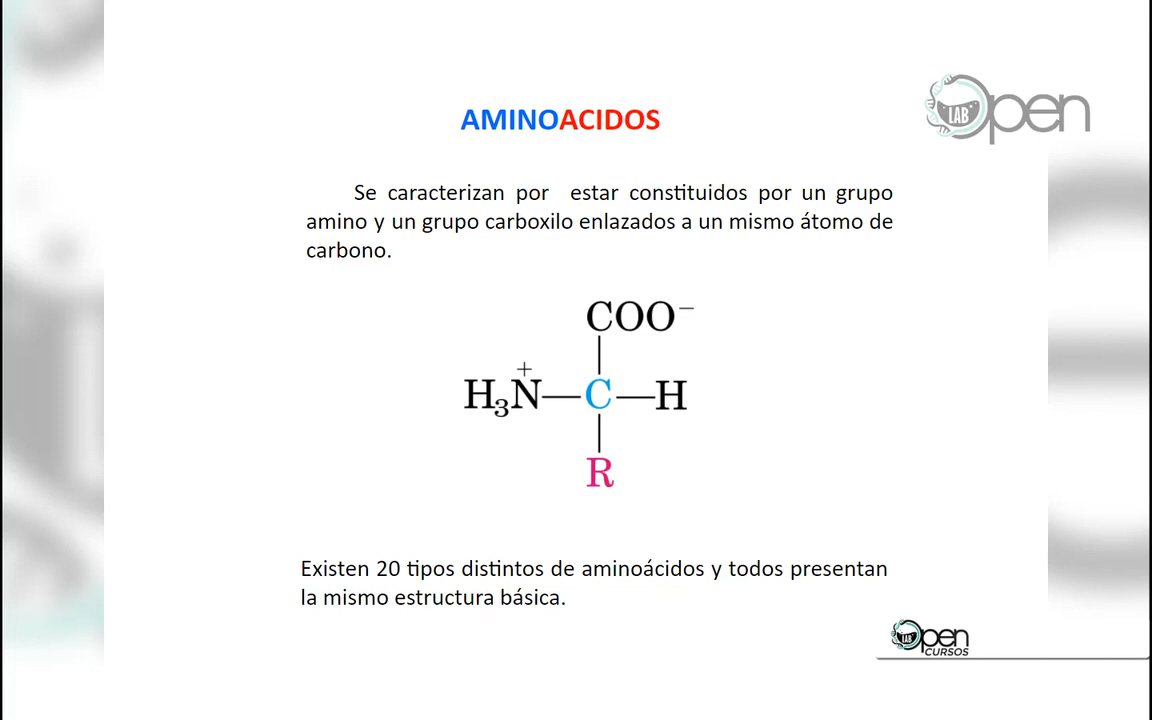 AMINOACIDOS
LAB Open
Se caracterizan por estar constituidos por un grupo
amino y un grupo carboxilo enlazados a un mismo átomo de
carbono.
COO⁻
+
H₃N—C—H
R
Existen 20 tipos distintos de aminoácidos y todos presentan
la mismo estructura básica.
LAB Open
CURSOS